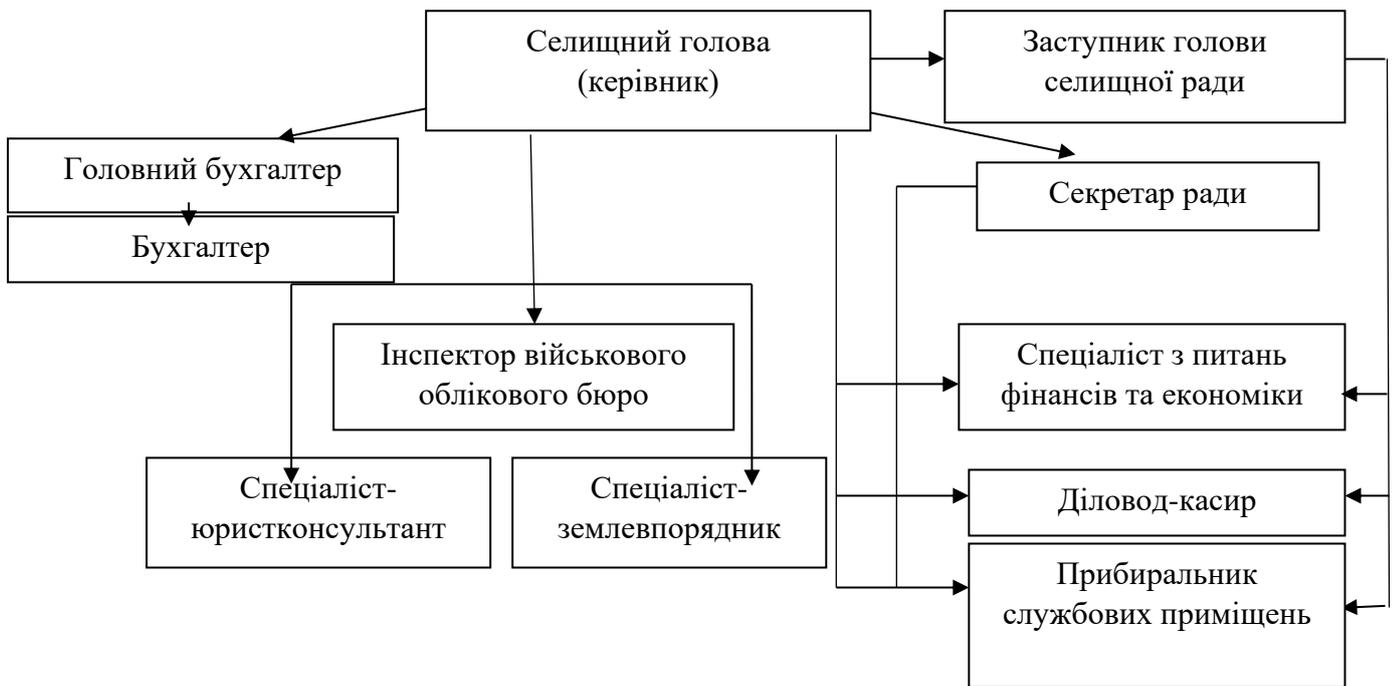 Селищний голова
(керівник)
Заступник голови
селищної ради
Головний бухгалтер
Секретар ради
Бухгалтер
Інспектор військового
облікового бюро
Спеціаліст з питань
фінансів та економіки
Спеціаліст-
юристконсультант
Спеціаліст-
землевпорядник
Діловод-касир
Прибиральник
службових приміщень